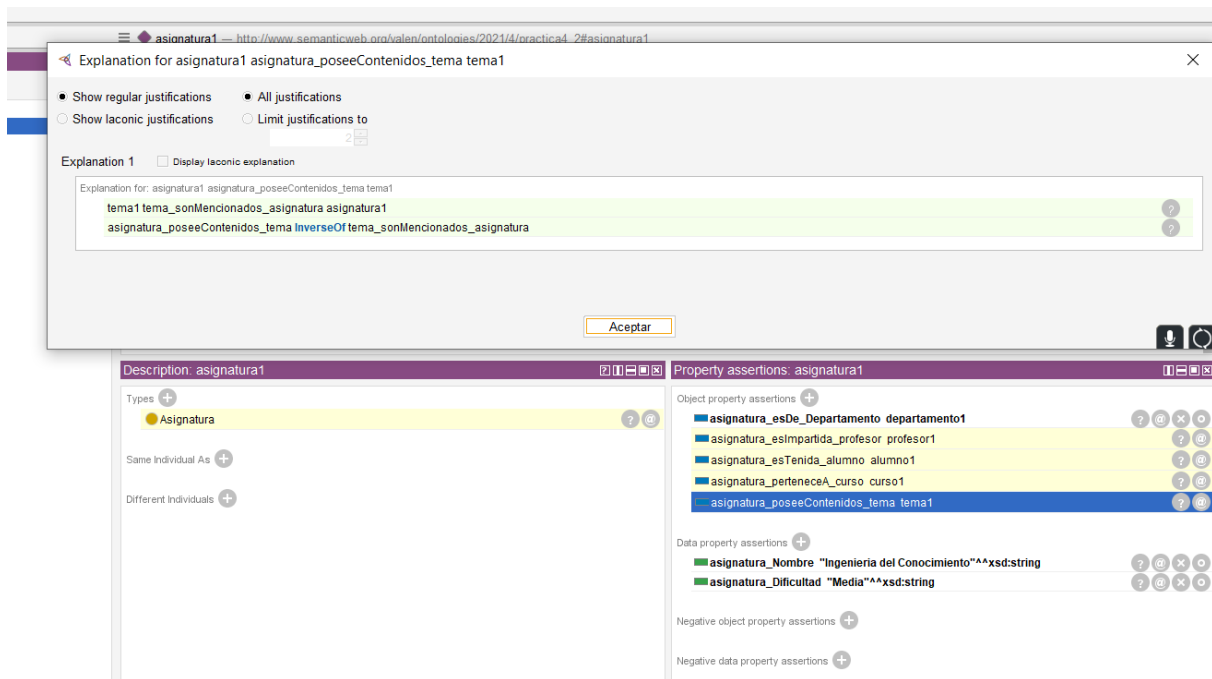 asignatura1 — http://www.semanticweb.org/valen/ontologies/2021/4/practica4_2#asignatura1
Explanation for asignatura1 asignatura_poseeContenidos_tema tema1
Show regular justifications All justifications
Show laconic justifications Limit justifications to
2
Explanation 1 Display laconic explanation
Explanation for: asignatura1 asignatura_poseeContenidos_tema tema1
tema1 tema_sonMencionados_asignatura asignatura1
asignatura_poseeContenidos_tema InverseOf tema_sonMencionados_asignatura
Aceptar
Description: asignatura1
Types
Asignatura
Same Individual As
Different Individuals
Property assertions: asignatura1
Object property assertions
asignatura_esDe_Departamento departamento1
asignatura_esImpartida_profesor profesor1
asignatura_esTenida_alumno alumno1
asignatura_perteneceA_curso curso1
asignatura_poseeContenidos_tema tema1
Data property assertions
asignatura_Nombre "Ingenieria del Conocimiento"^^xsd:string
asignatura_Dificultad "Media"^^xsd:string
Negative object property assertions
Negative data property assertions